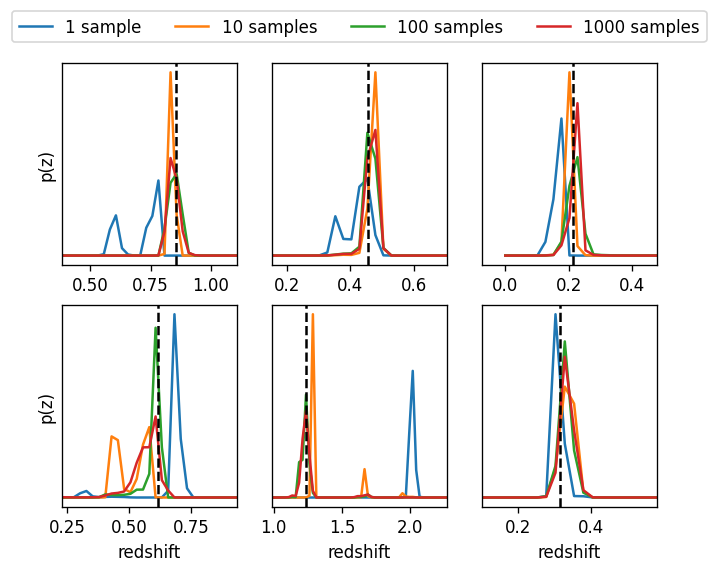 1 sample 10 samples 100 samples 1000 samples
p(z)
0.50 0.75 1.00 0.2 0.4 0.6 0.0 0.2 0.4
p(z)
0.25 0.50 0.75 1.0 1.5 2.0 0.2 0.4
redshift redshift redshift